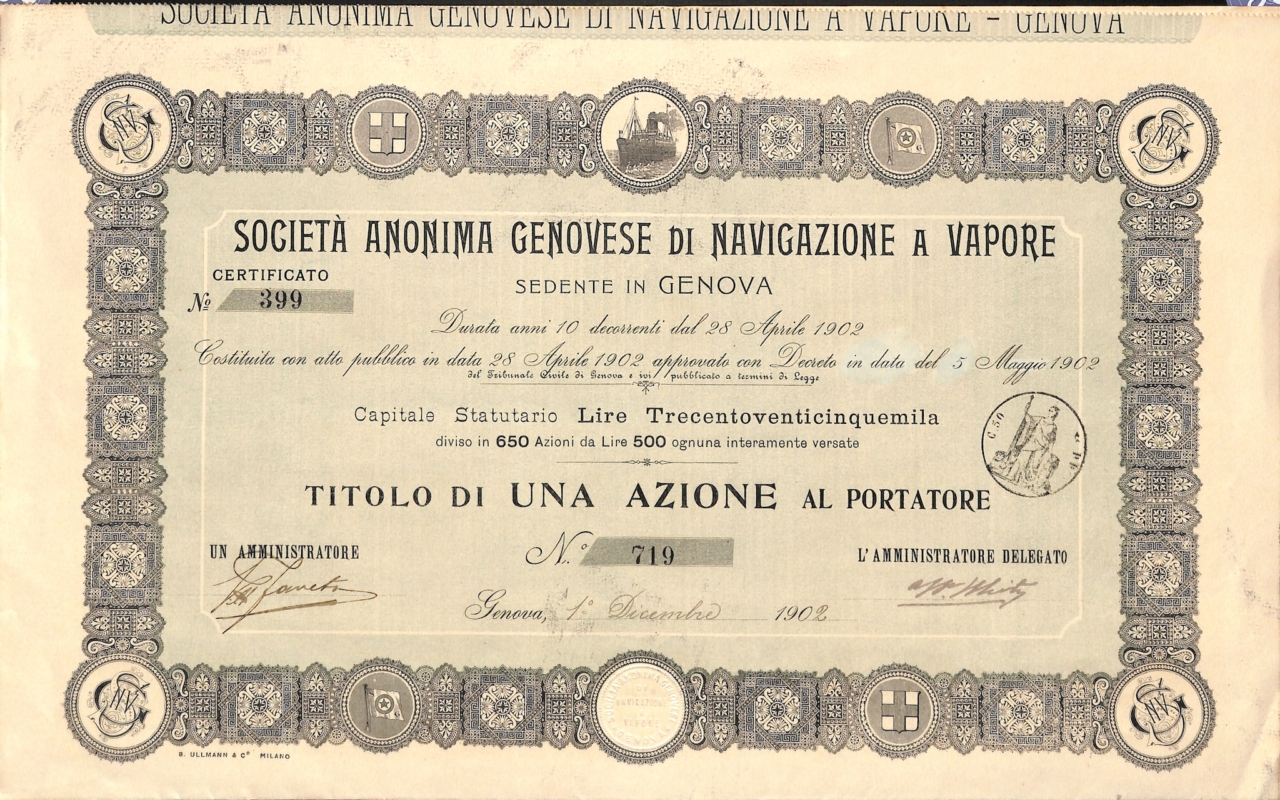 SOCIETÀ ANONIMA GENOVESE DI NAVIGAZIONE A VAPORE – GENOVA
SOCIETÀ ANONIMA GENOVESE DI NAVIGAZIONE A VAPORE
CERTIFICATO
SEDENTE IN GENOVA
No 399
Durata anni 10 decorrenti dal 28 Aprile 1902
Costituita con atto pubblico in data 28 Aprile 1902 approvato con Decreto in data del 5 Maggio 1902
del Tribunale Civile di Genova e ivi pubblicato a termini di Legge
Capitale Statutario Lire Trecentoventicinquemila
diviso in 650 Azioni da Lire 500 ognuna interamente versate
C. 50
TITOLO DI UNA AZIONE AL PORTATORE
UN AMMINISTRATORE
N.° 719
L'AMMINISTRATORE DELEGATO
Genova, 1° Dicembre 1902
B. ULLMANN & Co MILANO